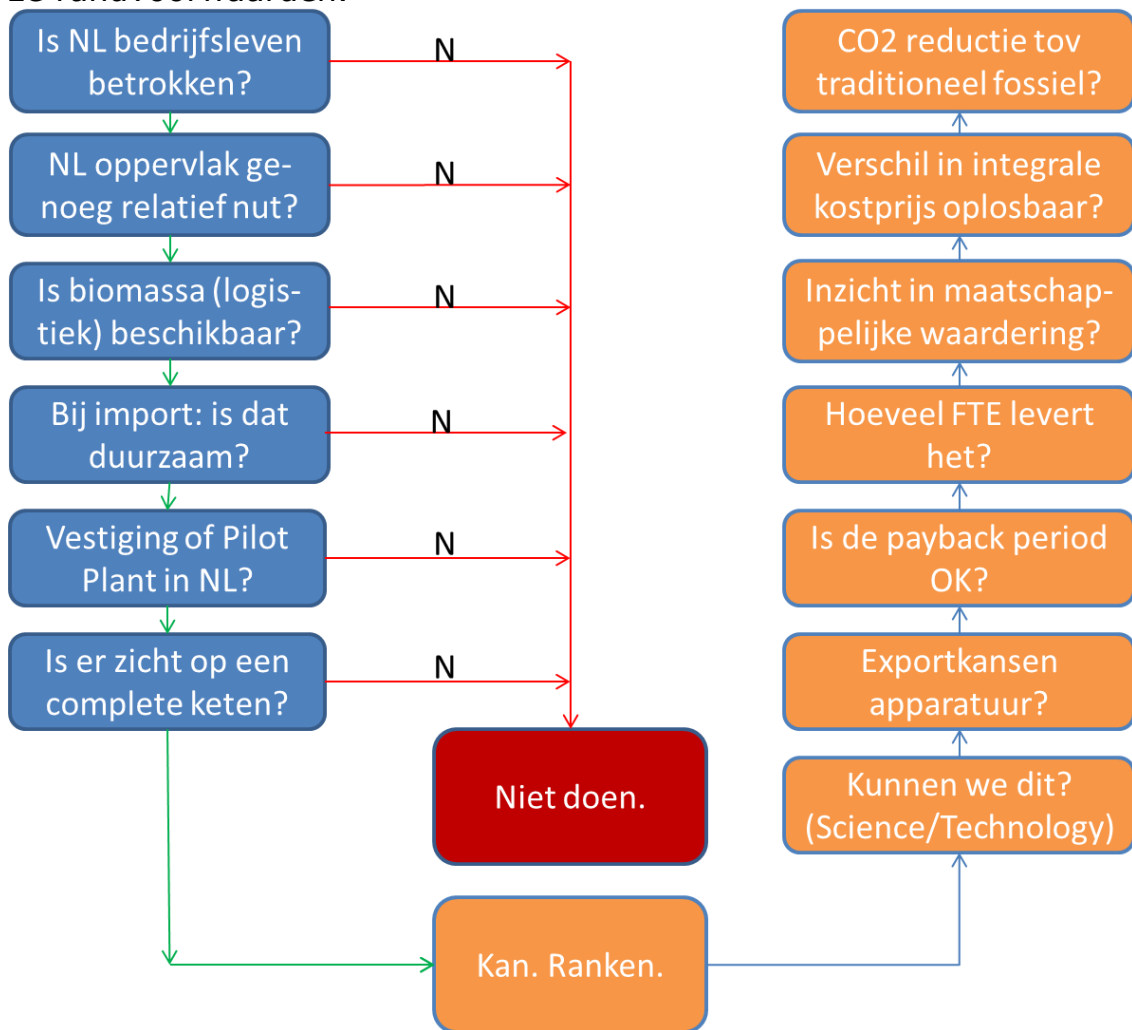 Is NL bedrijfsleven
betrokken?
N
NL oppervlak ge-
noeg relatief nut?
N
Is biomassa (logis-
tiek) beschikbaar?
N
Bij import: is dat
duurzaam?
N
Vestiging of Pilot
Plant in NL?
N
Is er zicht op een
complete keten?
N
Niet doen.
Kan. Ranken.
CO2 reductie tov
traditioneel fossiel?
Verschil in integrale
kostprijs oplosbaar?
Inzicht in maatschap-
pelijke waardering?
Hoeveel FTE levert
het?
Is de payback period
OK?
Exportkansen
apparatuur?
Kunnen we dit?
(Science/Technology)